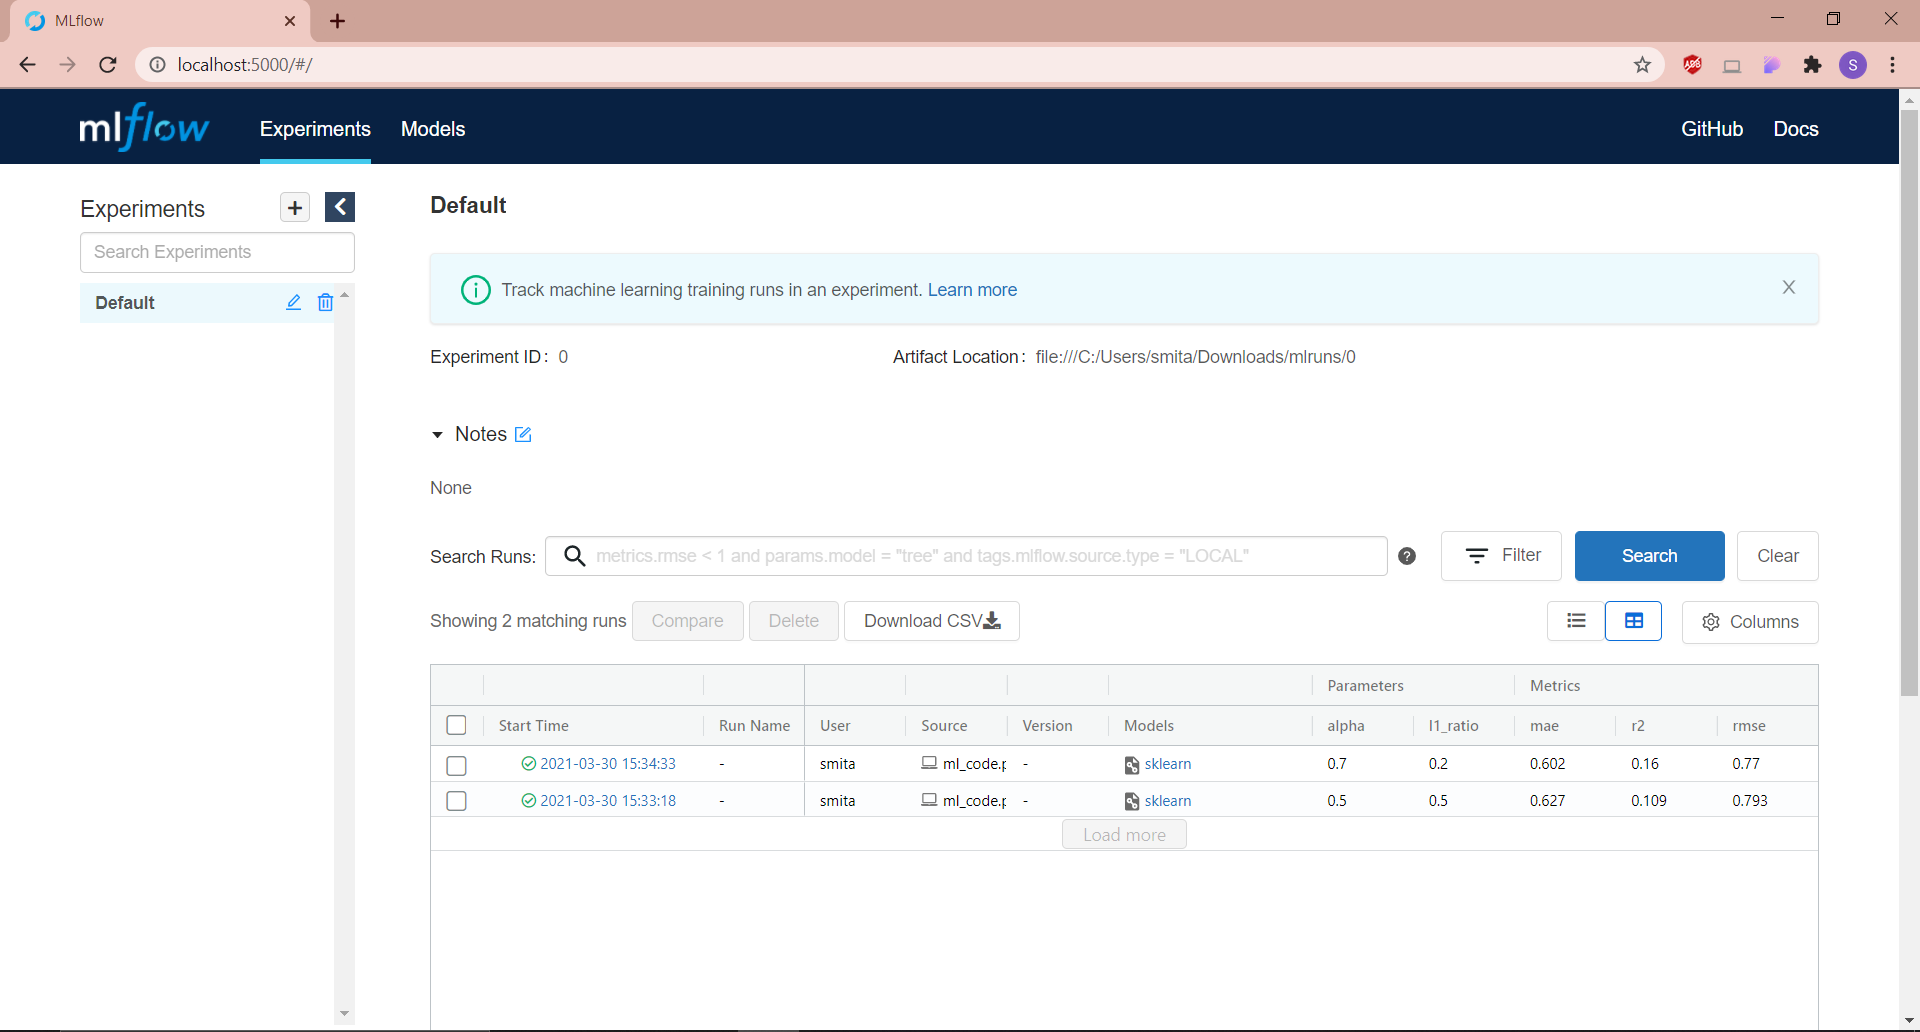 MLflow
localhost:5000/#/
S
mlflow Experiments Models GitHub Docs
Experiments
Search Experiments
Default
Default
Track machine learning training runs in an experiment. Learn more
Experiment ID: 0 Artifact Location: file:///C:/Users/smita/Downloads/mlruns/0
Notes
None
Search Runs: metrics.rmse < 1 and params.model = "tree" and tags.mlflow.source.type = "LOCAL" ? Filter Search Clear
Showing 2 matching runs Compare Delete Download CSV Columns
Parameters Metrics
Start Time Run Name User Source Version Models alpha l1_ratio mae r2 rmse
2021-03-30 15:34:33 - smita ml_code.p - sklearn 0.7 0.2 0.602 0.16 0.77
2021-03-30 15:33:18 - smita ml_code.p - sklearn 0.5 0.5 0.627 0.109 0.793
Load more